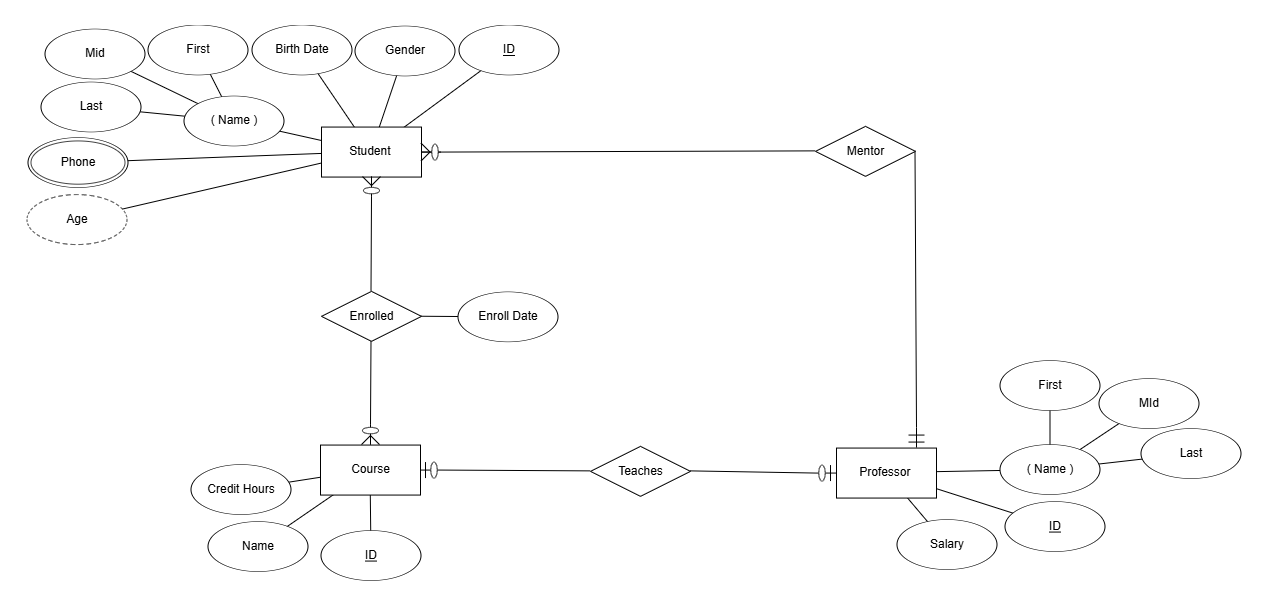 Mid
First
Birth Date
Gender
ID
Last
( Name )
Phone
Student
Mentor
Age
Enrolled
Enroll Date
First
MId
Last
Course
Teaches
Professor
( Name )
Credit Hours
Name
ID
ID
Salary